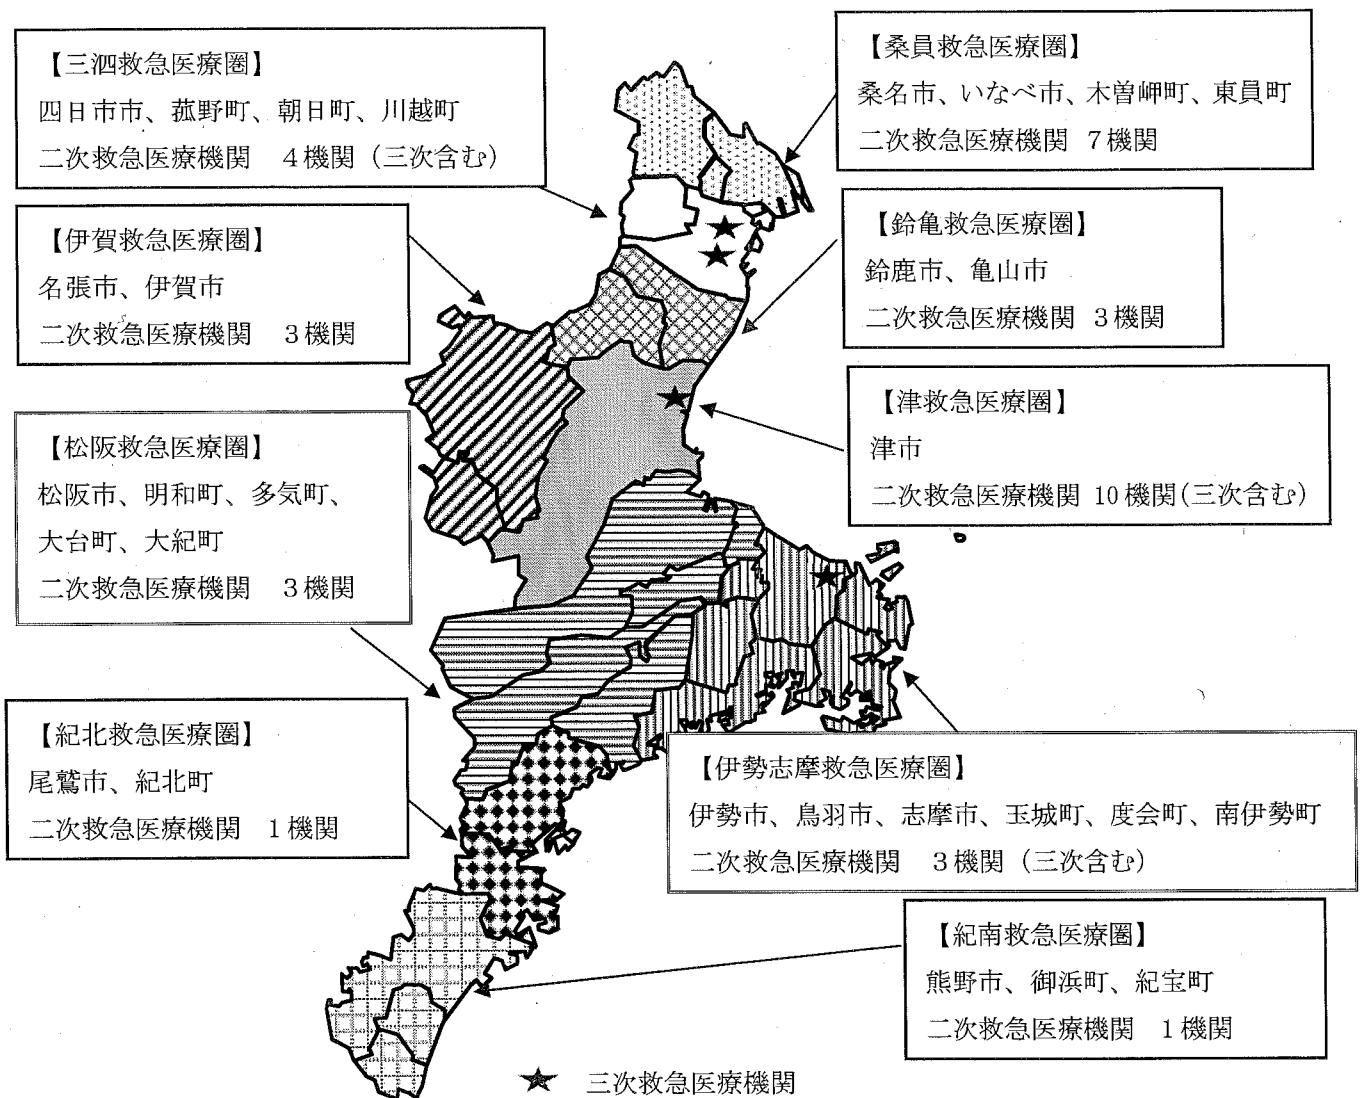 【三泗救急医療圏】
四日市市、菰野町、朝日町、川越町
二次救急医療機関　４機関（三次含む）
【桑員救急医療圏】
桑名市、いなべ市、木曽岬町、東員町
二次救急医療機関 ７機関
【伊賀救急医療圏】
名張市、伊賀市
二次救急医療機関　３機関
【鈴亀救急医療圏】
鈴鹿市、亀山市
二次救急医療機関 ３機関
【津救急医療圏】
津市
二次救急医療機関 10機関（三次含む）
【松阪救急医療圏】
松阪市、明和町、多気町、
大台町、大紀町
二次救急医療機関　３機関
【紀北救急医療圏】
尾鷲市、紀北町
二次救急医療機関　１機関
【伊勢志摩救急医療圏】
伊勢市、鳥羽市、志摩市、玉城町、度会町、南伊勢町
二次救急医療機関　３機関（三次含む）
【紀南救急医療圏】
熊野市、御浜町、紀宝町
二次救急医療機関　１機関
★　三次救急医療機関